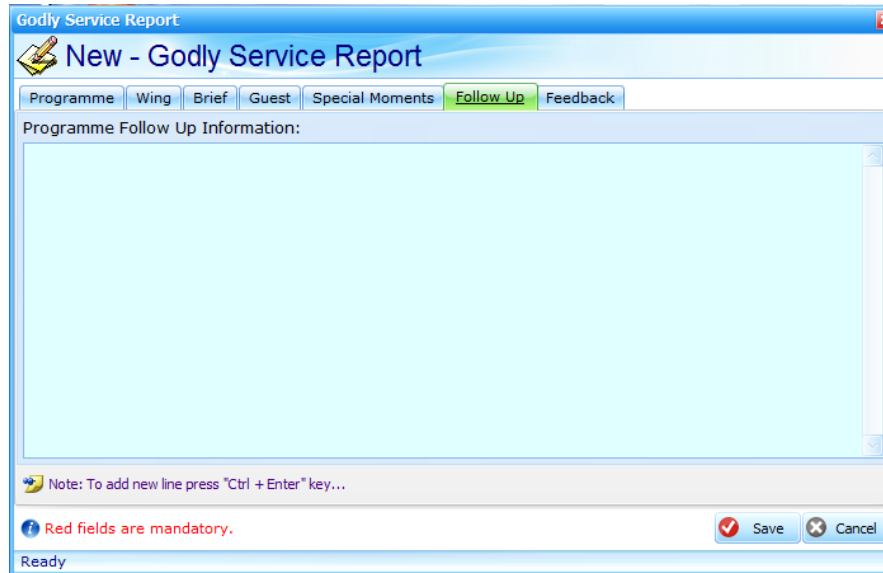 Godly Service Report
New - Godly Service Report
Programme Wing Brief Guest Special Moments Follow Up Feedback
Programme Follow Up Information:
Note: To add new line press "Ctrl + Enter" key...
Red fields are mandatory.
Save Cancel
Ready